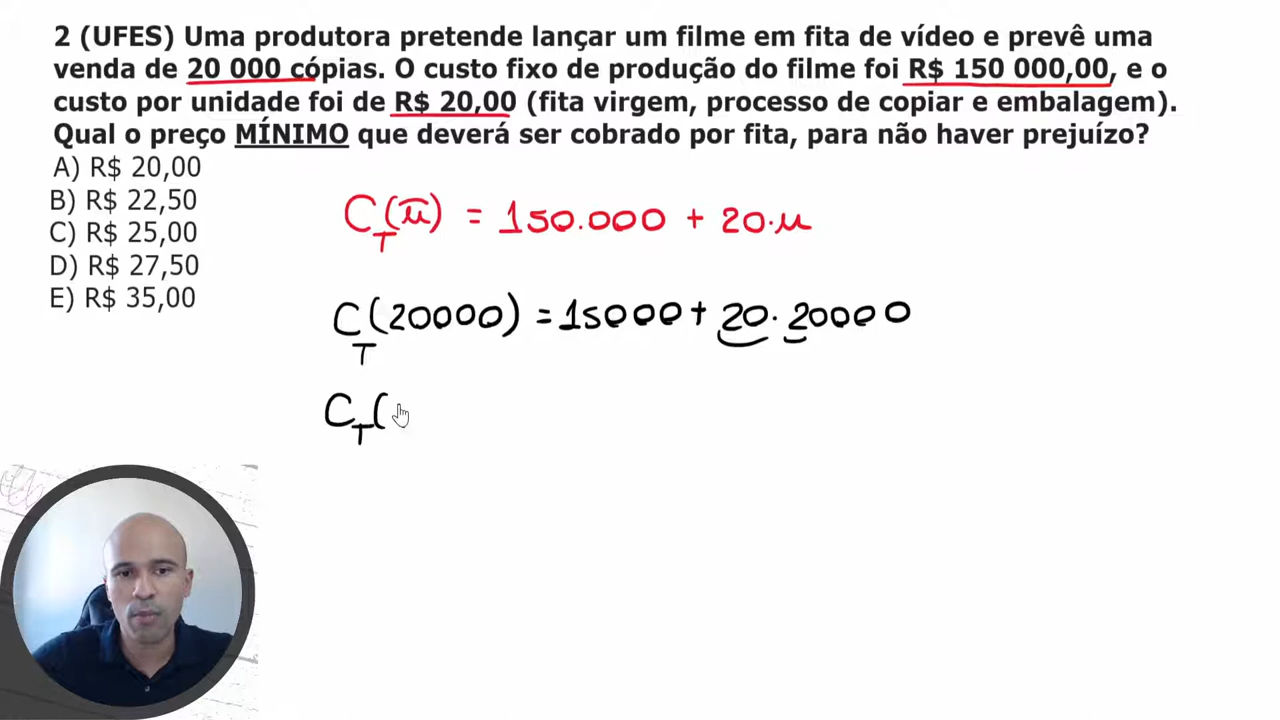 2 (UFES) Uma produtora pretende lançar um filme em fita de vídeo e prevê uma
venda de 20 000 cópias. O custo fixo de produção do filme foi R$ 150 000,00, e o
custo por unidade foi de R$ 20,00 (fita virgem, processo de copiar e embalagem).
Qual o preço MÍNIMO que deverá ser cobrado por fita, para não haver prejuízo?
A) R$ 20,00
B) R$ 22,50
C) R$ 25,00
D) R$ 27,50
E) R$ 35,00
C_T(u) = 150.000 + 20·u
C_T(20000) = 15000 + 20·20000
C_T(